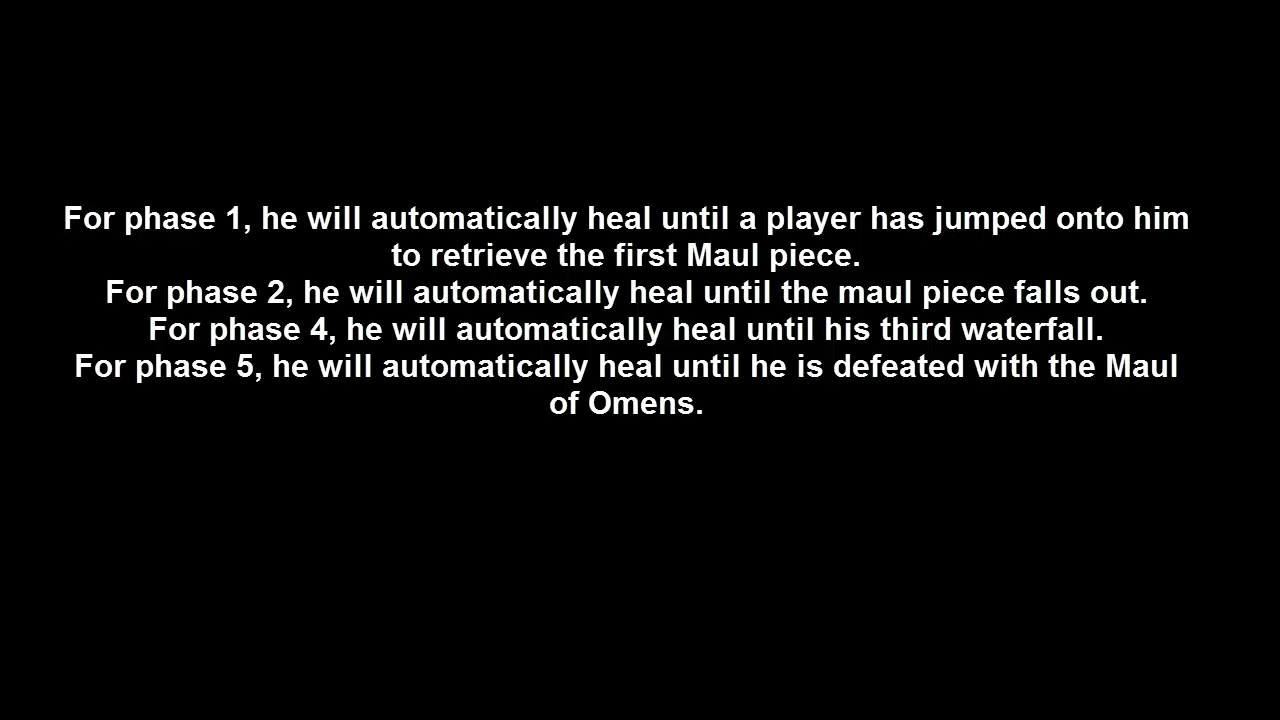 For phase 1, he will automatically heal until a player has jumped onto him
to retrieve the first Maul piece.
For phase 2, he will automatically heal until the maul piece falls out.
For phase 4, he will automatically heal until his third waterfall.
For phase 5, he will automatically heal until he is defeated with the Maul
of Omens.